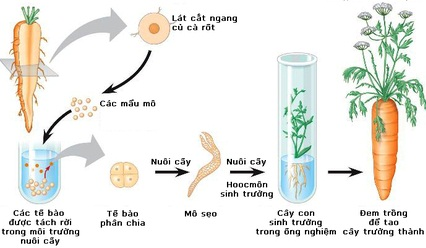 Lát cắt ngang
củ cà rốt
Các mẩu mô
Nuôi cấy
Nuôi cấy
Hoocmôn
sinh trưởng
Các tế bào
được tách rời
trong môi trường
nuôi cấy
Tế bào
phân chia
Mô sẹo
Cây con
sinh trưởng
trong ống nghiệm
Đem trồng
để tạo
cây trưởng thành